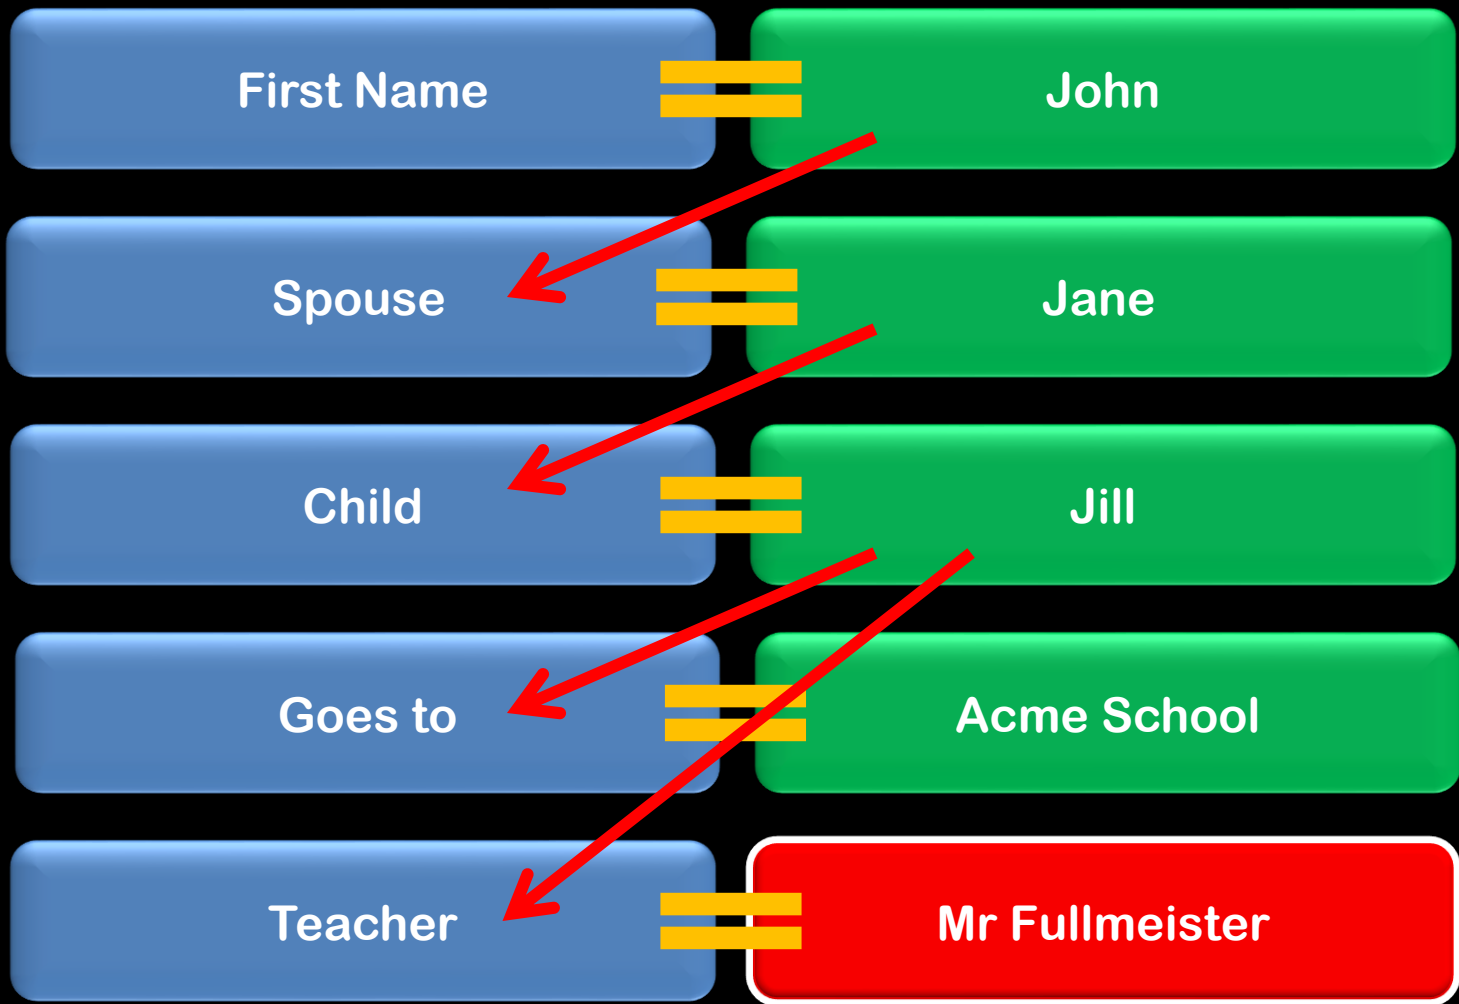 First Name
John
Spouse
Jane
Child
Jill
Goes to
Acme School
Teacher
Mr Fullmeister